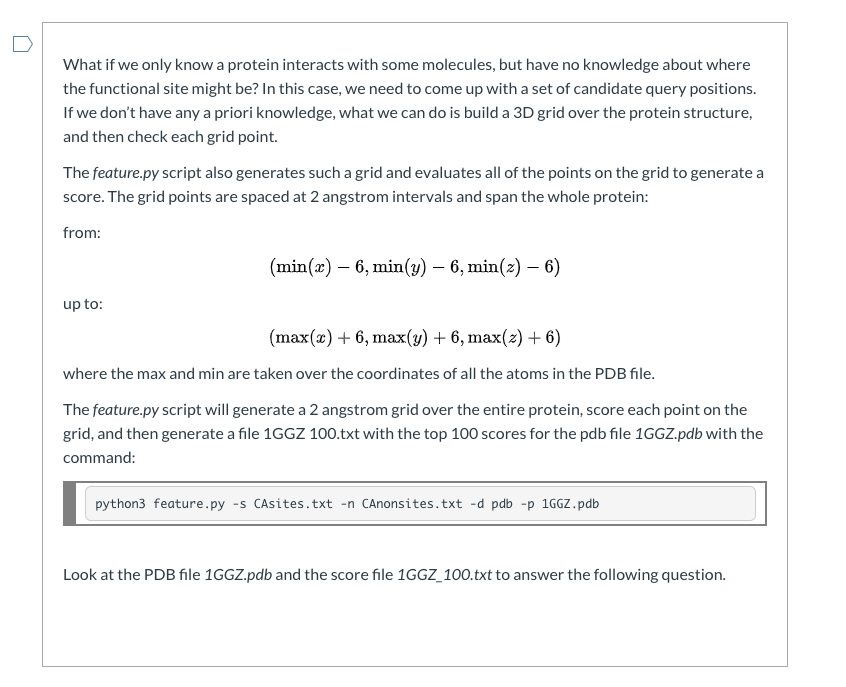 What if we only know a protein interacts with some molecules, but have no knowledge about where
the functional site might be? In this case, we need to come up with a set of candidate query positions.
If we don't have any a priori knowledge, what we can do is build a 3D grid over the protein structure,
and then check each grid point.
The feature.py script also generates such a grid and evaluates all of the points on the grid to generate a
score. The grid points are spaced at 2 angstrom intervals and span the whole protein:
from:
(min(x) − 6, min(y) − 6, min(z) − 6)
up to:
(max(x) + 6, max(y) + 6, max(z) + 6)
where the max and min are taken over the coordinates of all the atoms in the PDB file.
The feature.py script will generate a 2 angstrom grid over the entire protein, score each point on the
grid, and then generate a file 1GGZ 100.txt with the top 100 scores for the pdb file 1GGZ.pdb with the
command:
python3 feature.py -s CAsites.txt -n CAnonsites.txt -d pdb -p 1GGZ.pdb
Look at the PDB file 1GGZ.pdb and the score file 1GGZ_100.txt to answer the following question.